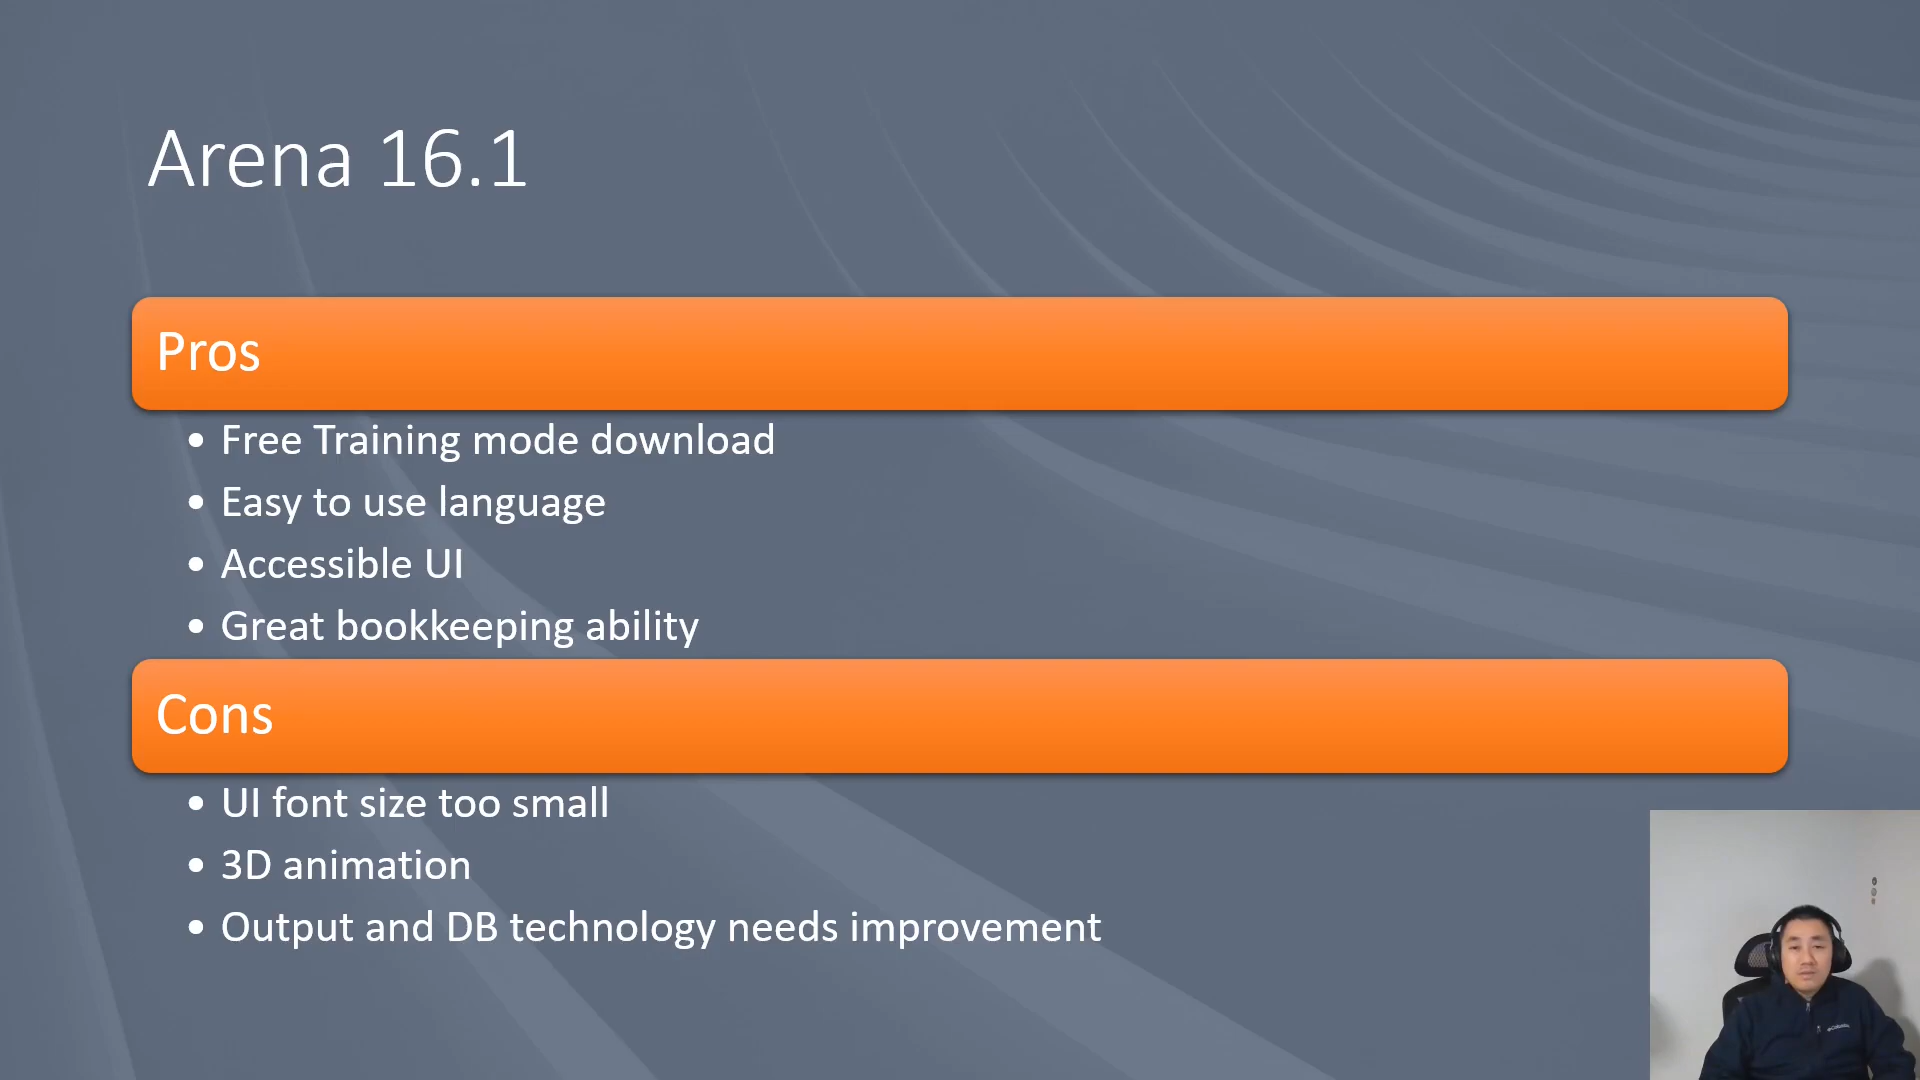 Arena 16.1
Pros
• Free Training mode download
• Easy to use language
• Accessible UI
• Great bookkeeping ability
Cons
• UI font size too small
• 3D animation
• Output and DB technology needs improvement